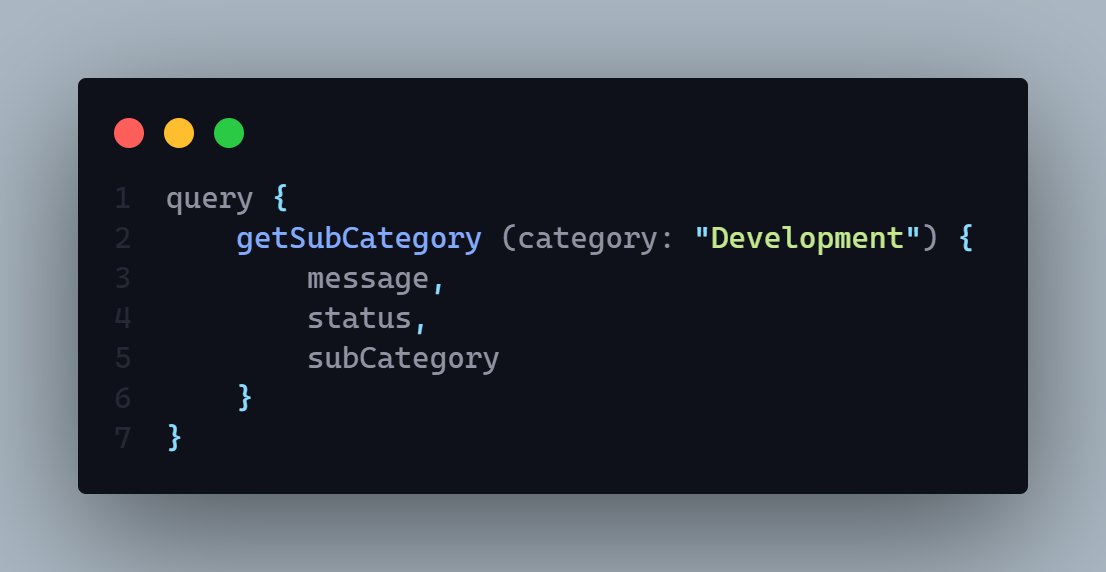 1 query {
2     getSubCategory (category: "Development") {
3         message,
4         status,
5         subCategory
6     }
7 }